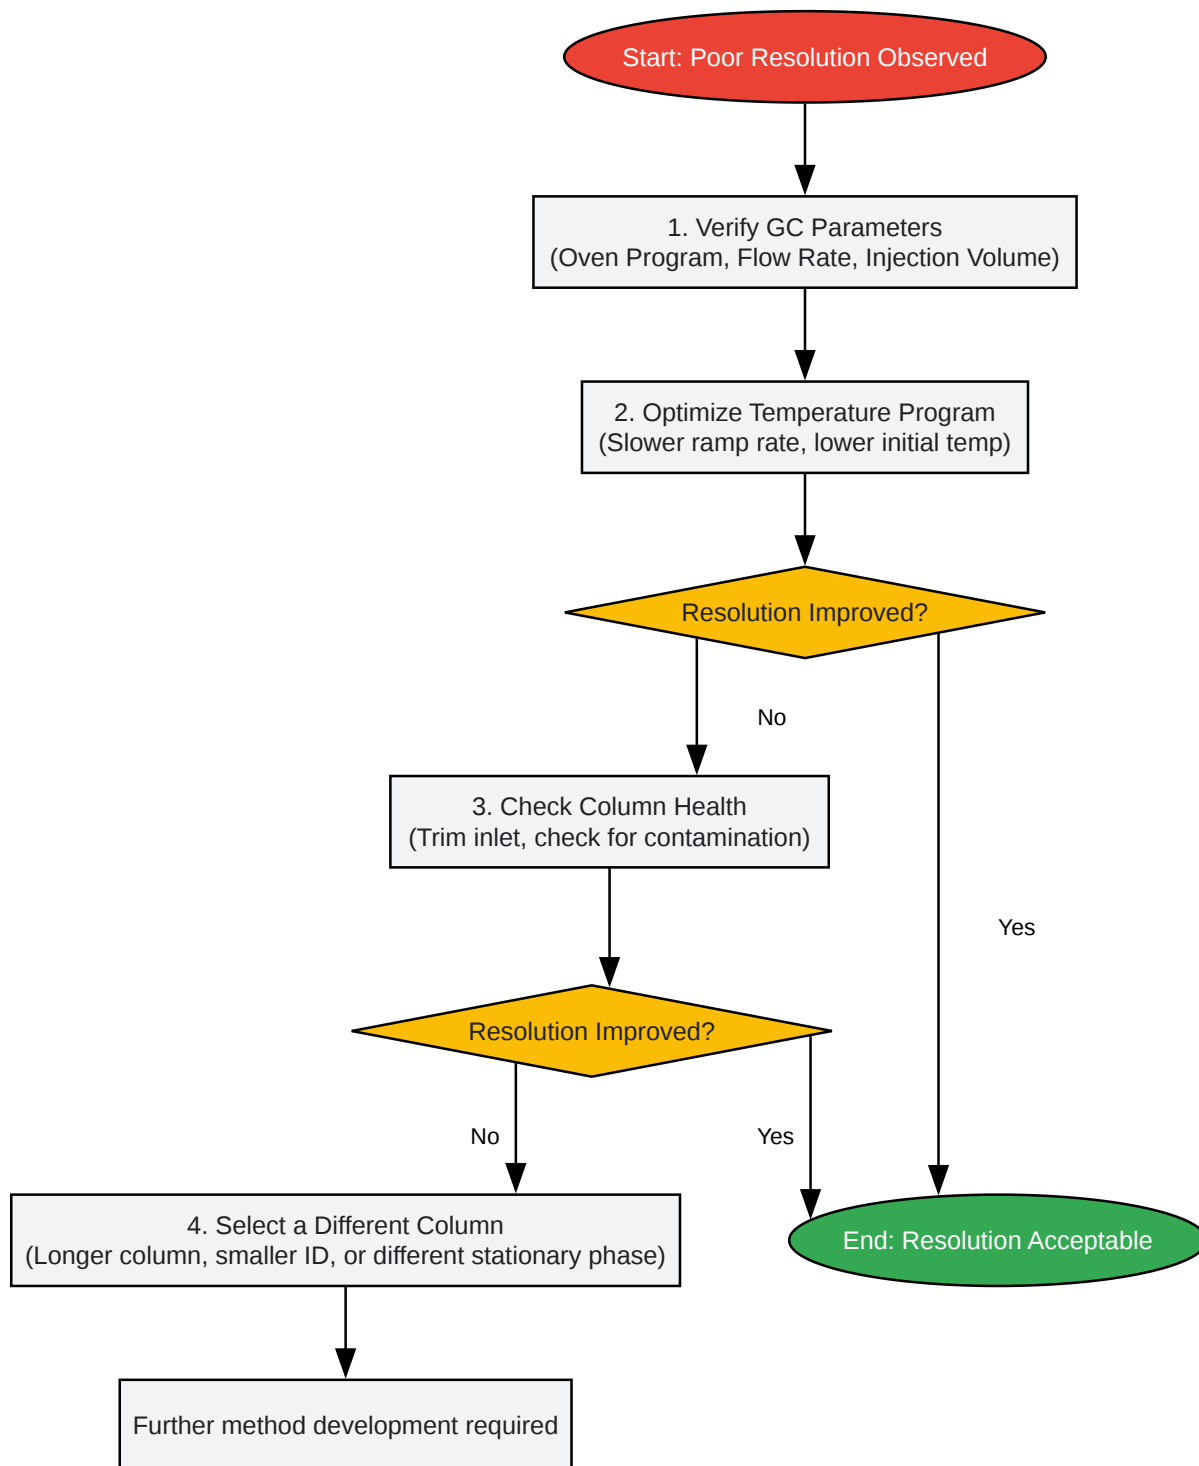 Start: Poor Resolution Observed
1. Verify GC Parameters
(Oven Program, Flow Rate, Injection Volume)
2. Optimize Temperature Program
(Slower ramp rate, lower initial temp)
Resolution Improved?
No
3. Check Column Health
(Trim inlet, check for contamination)
Yes
Resolution Improved?
No
Yes
4. Select a Different Column
(Longer column, smaller ID, or different stationary phase)
End: Resolution Acceptable
Further method development required